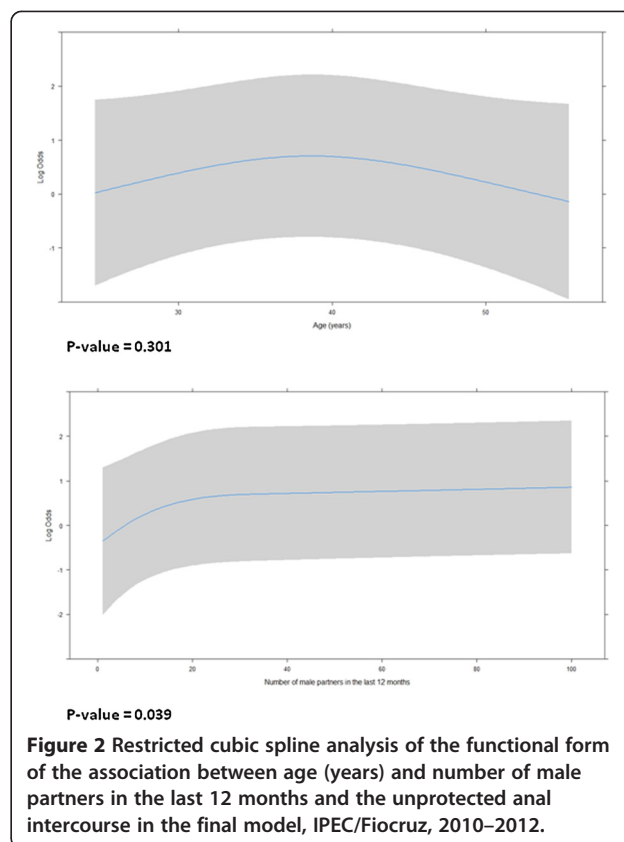 2
1
0
-1
Log Odds
30
40
50
Age (years)
P-value = 0.301
2
1
0
-1
-2
Log Odds
0
20
40
60
80
100
Number of male partners in the last 12 months
P-value = 0.039
Figure 2 Restricted cubic spline analysis of the functional form
of the association between age (years) and number of male
partners in the last 12 months and the unprotected anal
intercourse in the final model, IPEC/Fiocruz, 2010–2012.